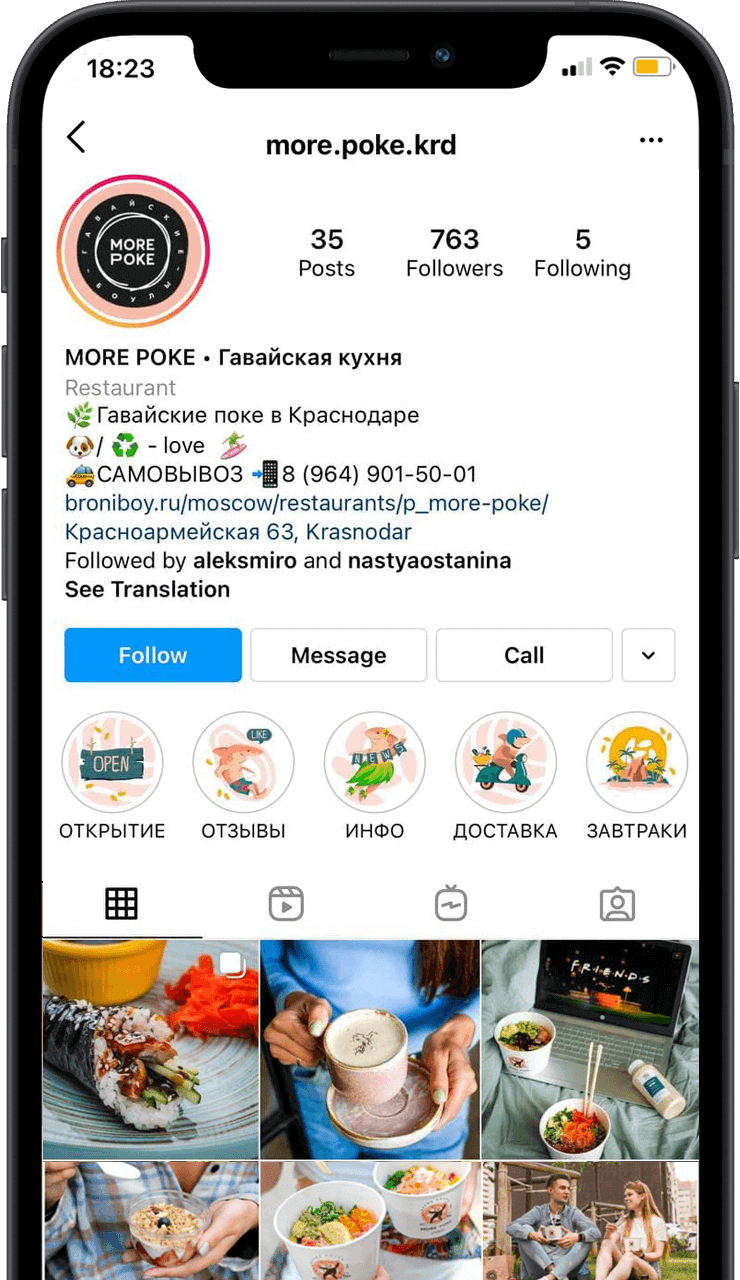 18:23
more.poke.krd
ГАВАЙСКИЕ
MORE
POKE
БОУЛЫ
35
763
5
Posts
Followers
Following
MORE POKE • Гавайская кухня
Restaurant
🌿Гавайские поке в Краснодаре
🐶/ ♻️ - love 🏄
🚕САМОВЫВОЗ 📲8 (964) 901-50-01
broniboy.ru/moscow/restaurants/p_more-poke/
Красноармейская 63, Krasnodar
Followed by aleksmiro and nastyaostanina
See Translation
Follow
Message
Call
OPEN
LIKE
NEWS
ОТКРЫТИЕ
ОТЗЫВЫ
ИНФО
ДОСТАВКА
ЗАВТРАКИ
F·R·I·E·N·D·S